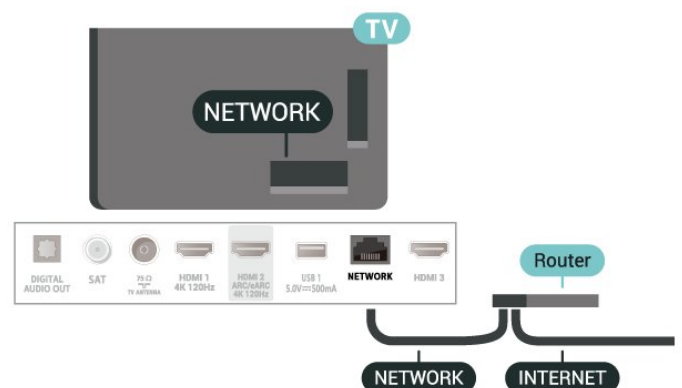 TV
NETWORK
DIGITAL
AUDIO OUT
SAT
75 Ω
TV ANTENNA
HDMI 1
4K 120Hz
HDMI 2
ARC/eARC
4K 120Hz
USB 1
5.0V⎓500mA
NETWORK
HDMI 3
Router
NETWORK
INTERNET